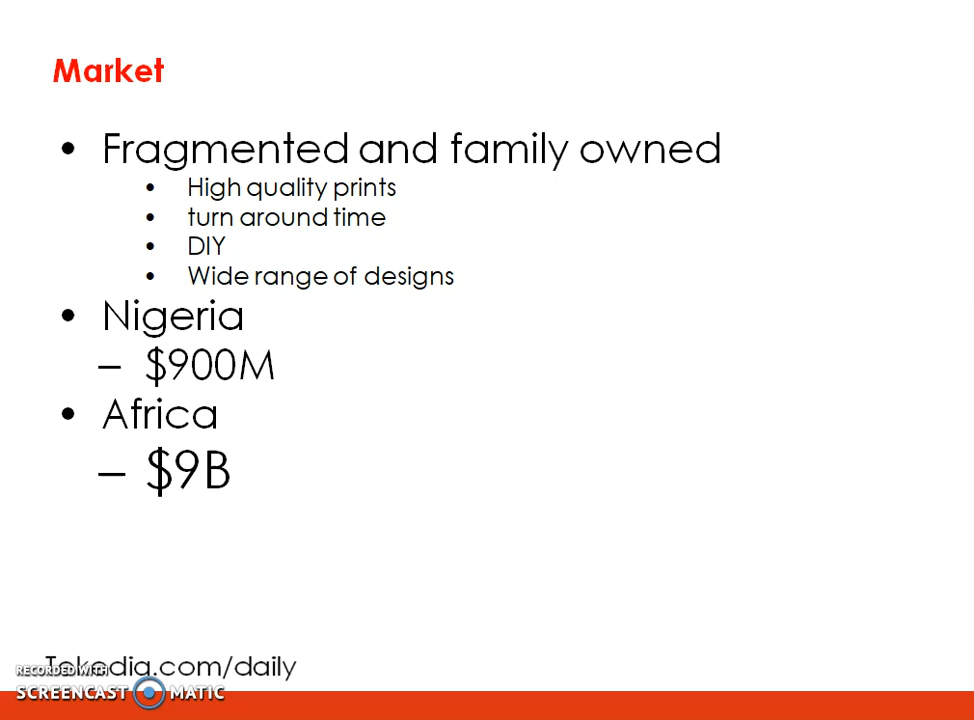 Market
• Fragmented and family owned
• High quality prints
• turn around time
• DIY
• Wide range of designs
• Nigeria
– $900M
• Africa
– $9B
Tokedia.com/daily
RECORDED WITH
SCREENCAST MATIC